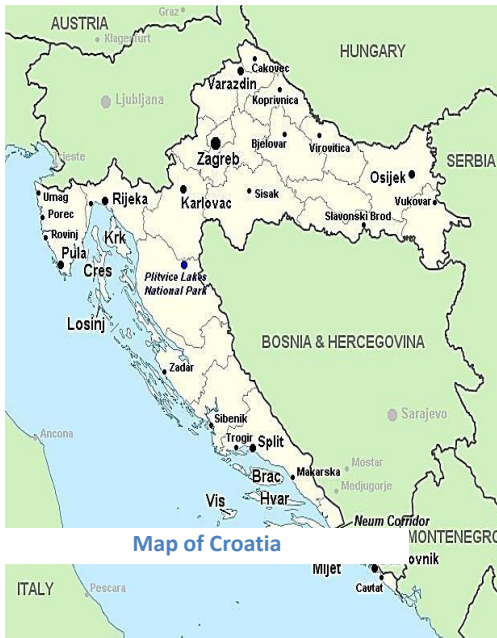 AUSTRIA
Graz
Klagenfurt
HUNGARY
Cakovec
Varazdin
Koprivnica
Ljubljana
Bjelovar
Virovitica
Zagreb
Trieste
SERBIA
Osijek
Umag
Rijeka
Karlovac
Sisak
Vukovar
Porec
Slavonski Brod
Rovinj
Krk
Pula
Cres
Plitvice Lakes
National Park
Losinj
BOSNIA & HERCEGOVINA
Zadar
Sarajevo
Sibenik
Ancona
Trogir
Split
Mostar
Brac
Makarska
Medjugorje
Vis
Hvar
Neum Corridor
Map of Croatia
MONTENEGRO
ovnik
Mljet
ITALY
Pescara
Cavtat